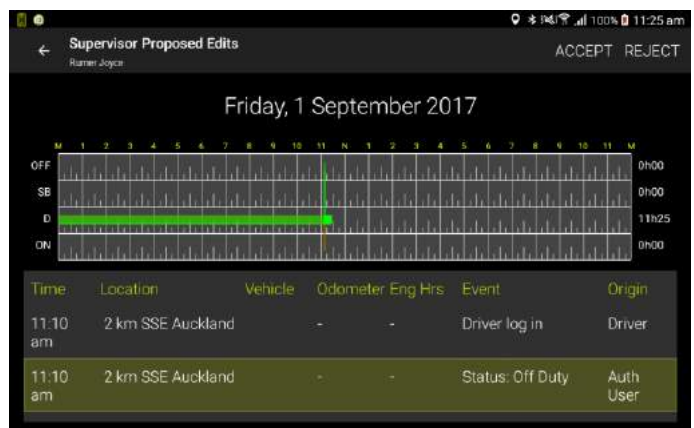 100% 11:25 am
Supervisor Proposed Edits
Rumer Joyce
ACCEPT REJECT
Friday, 1 September 2017
M 1 2 3 4 5 6 7 8 9 10 11 N 1 2 3 4 5 6 7 8 9 10 11 M
OFF 0h00
SB 0h00
D 11h25
ON 0h00
Time Location Vehicle Odometer Eng Hrs Event Origin
11:10 2 km SSE Auckland - - Driver log in Driver
am
11:10 2 km SSE Auckland - - Status: Off Duty Auth
am User